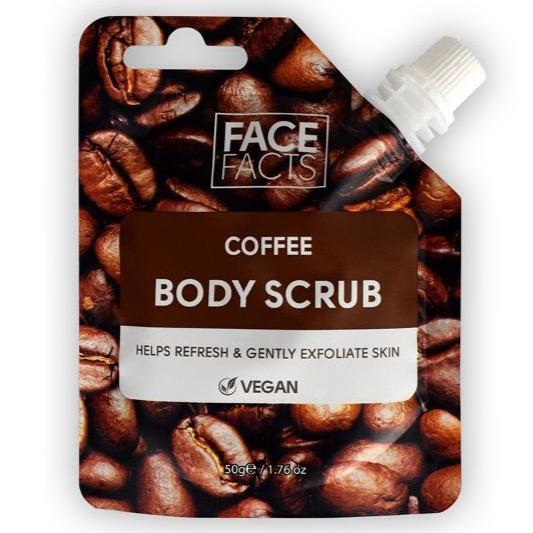 FACE
FACTS
COFFEE
BODY SCRUB
HELPS REFRESH & GENTLY EXFOLIATE SKIN
VEGAN
50g℮ / 1.76 oz